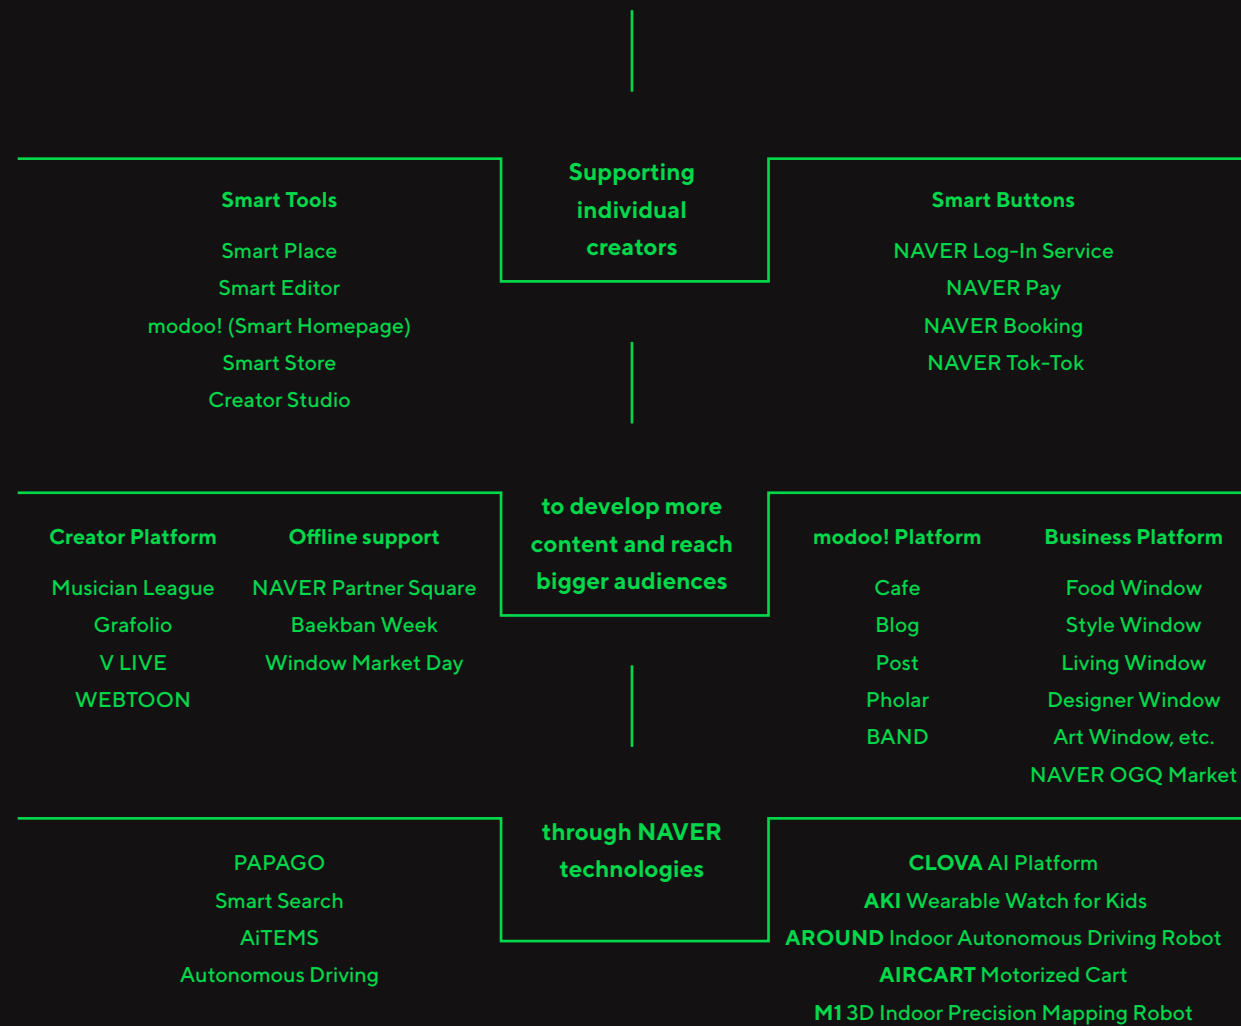 Supporting
individual
creators
Smart Tools
Smart Place
Smart Editor
modoo! (Smart Homepage)
Smart Store
Creator Studio
Smart Buttons
NAVER Log-In Service
NAVER Pay
NAVER Booking
NAVER Tok-Tok
to develop more
content and reach
bigger audiences
Creator Platform
Musician League
Grafolio
V LIVE
WEBTOON
Offline support
NAVER Partner Square
Baekban Week
Window Market Day
modoo! Platform
Cafe
Blog
Post
Pholar
BAND
Business Platform
Food Window
Style Window
Living Window
Designer Window
Art Window, etc.
NAVER OGQ Market
through NAVER
technologies
PAPAGO
Smart Search
AiTEMS
Autonomous Driving
CLOVA AI Platform
AKI Wearable Watch for Kids
AROUND Indoor Autonomous Driving Robot
AIRCART Motorized Cart
M1 3D Indoor Precision Mapping Robot